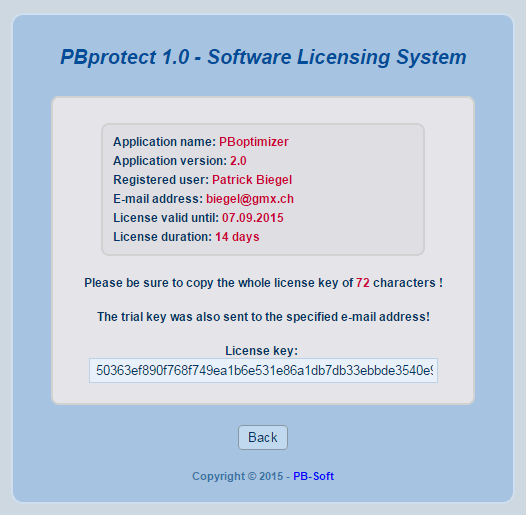 PBprotect 1.0 - Software Licensing System
Application name: PBoptimizer
Application version: 2.0
Registered user: Patrick Biegel
E-mail address: biegel@gmx.ch
License valid until: 07.09.2015
License duration: 14 days
Please be sure to copy the whole license key of 72 characters !
The trial key was also sent to the specified e-mail address!
License key:
50363ef890f768f749ea1b6e531e86a1db7db33ebbde3540e9
Back
Copyright © 2015 - PB-Soft